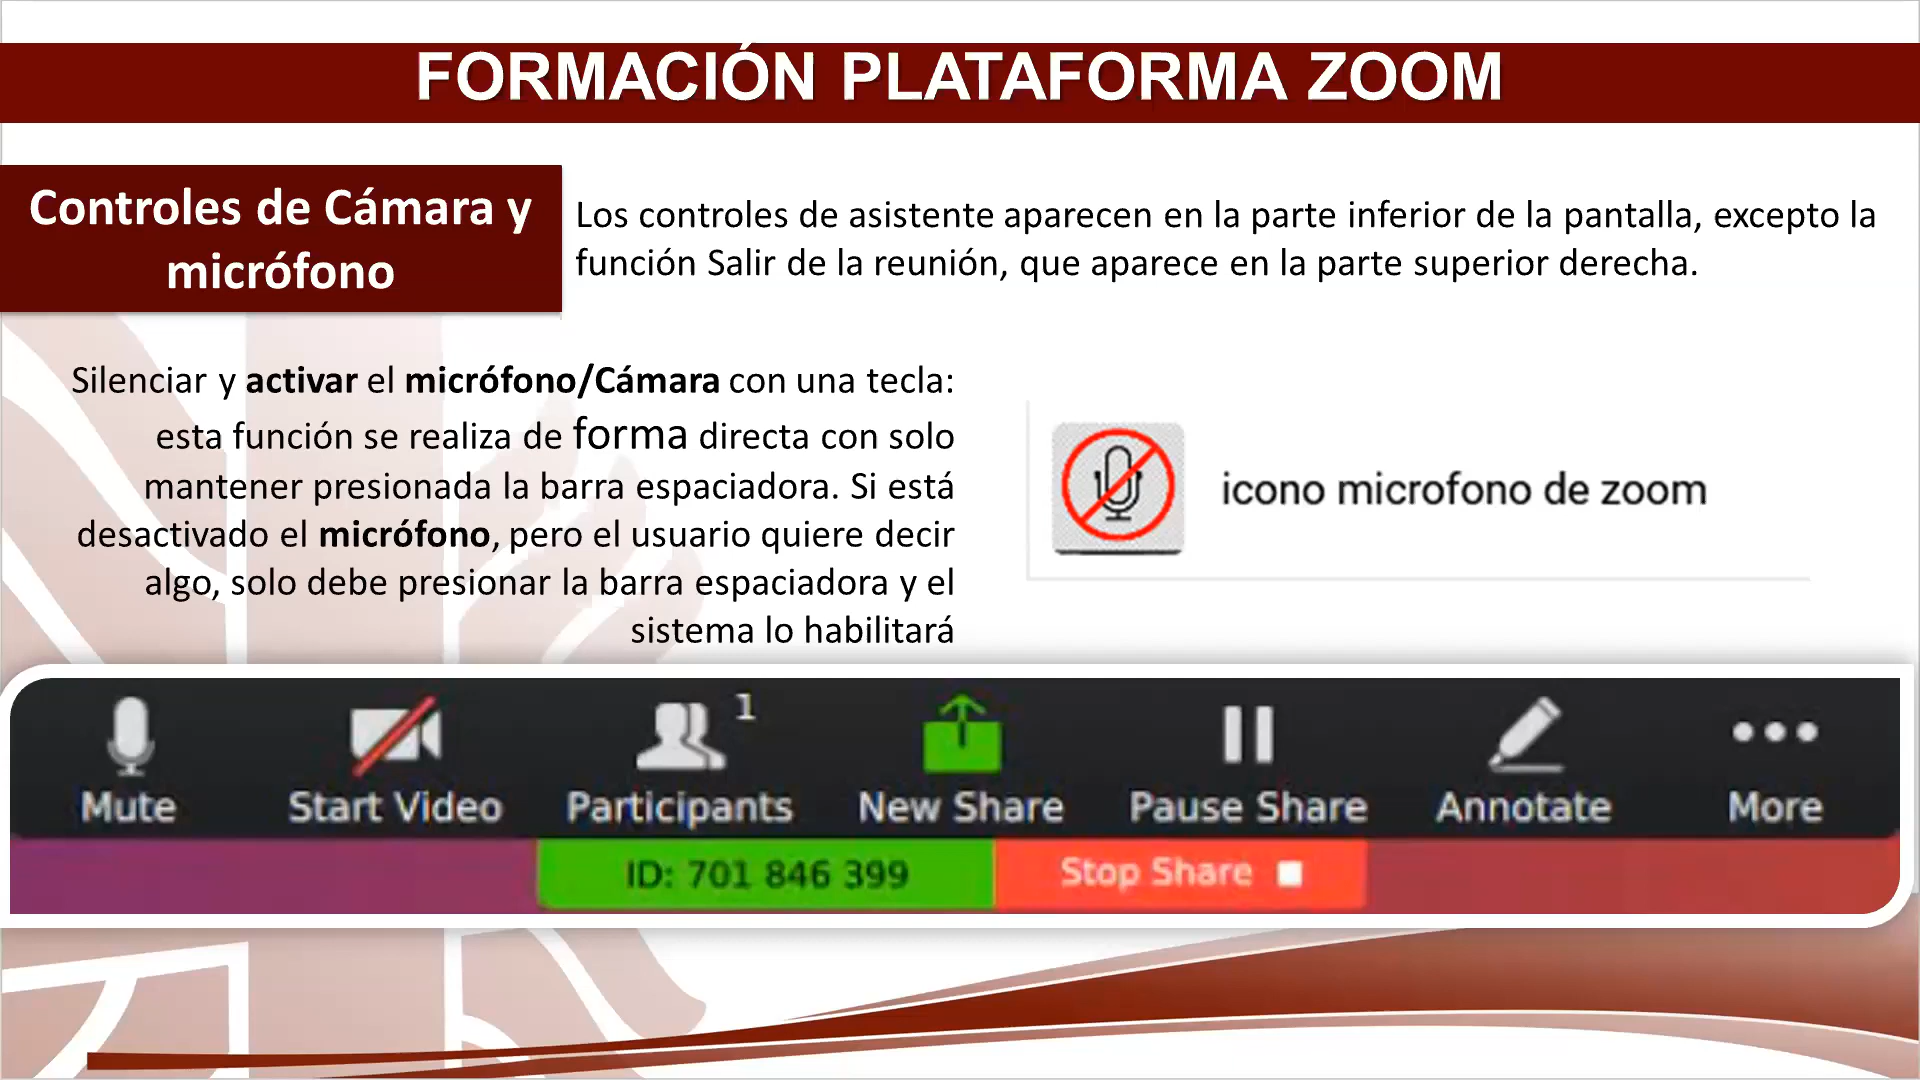 FORMACIÓN PLATAFORMA ZOOM
Controles de Cámara y
micrófono
Los controles de asistente aparecen en la parte inferior de la pantalla, excepto la
función Salir de la reunión, que aparece en la parte superior derecha.
Silenciar y activar el micrófono/Cámara con una tecla:
esta función se realiza de forma directa con solo
mantener presionada la barra espaciadora. Si está
desactivado el micrófono, pero el usuario quiere decir
algo, solo debe presionar la barra espaciadora y el
sistema lo habilitará
icono microfono de zoom
1
Mute Start Video Participants New Share Pause Share Annotate More
ID: 701 846 399 Stop Share